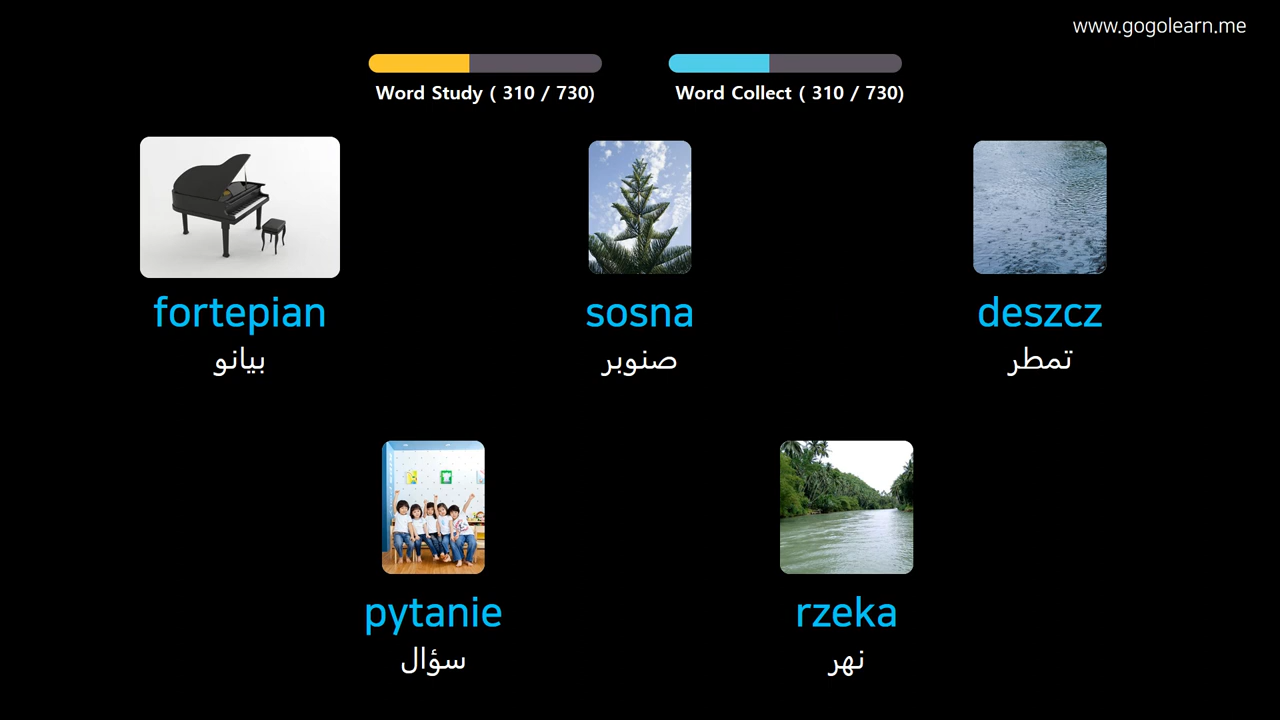 www.gogolearn.me
Word Study ( 310 / 730)
Word Collect ( 310 / 730)
fortepian
بيانو
sosna
صنوبر
deszcz
تمطر
pytanie
سؤال
rzeka
نهر